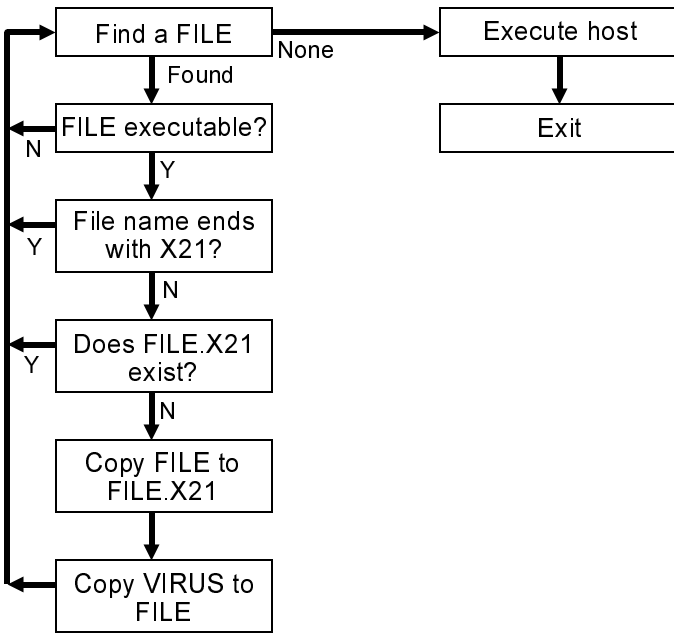 Find a FILE
None
Execute host
Found
FILE executable?
N
Exit
Y
File name ends
with X21?
Y
N
Does FILE.X21
exist?
Y
N
Copy FILE to
FILE.X21
Copy VIRUS to
FILE